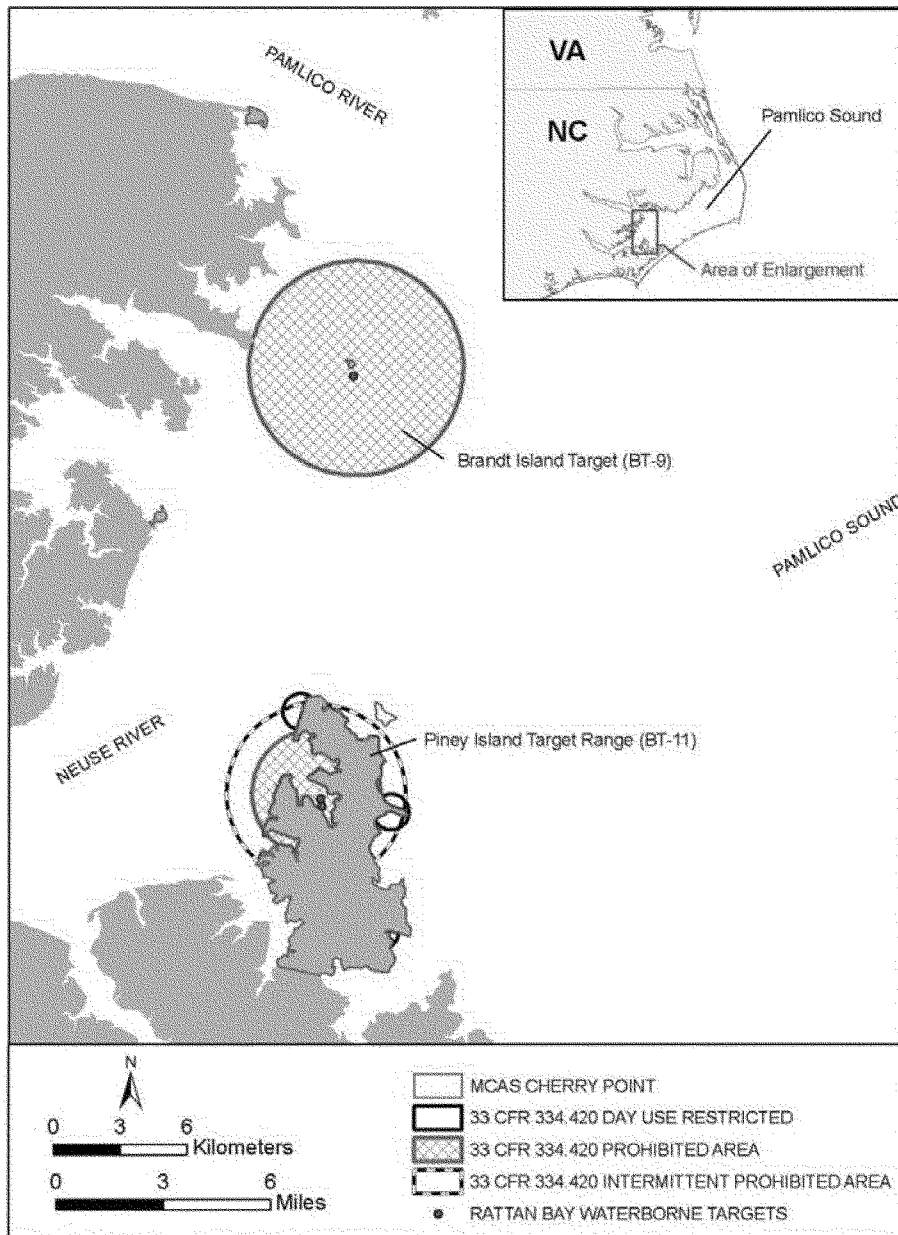 PAMLICO RIVER
VA
NC
Pamlico Sound
Area of Enlargement
Brandt Island Target (BT-9)
PAMLICO SOUND
NEUSE RIVER
Piney Island Target Range (BT-11)
N
0 3 6
Kilometers
0 3 6
Miles
MCAS CHERRY POINT
33 CFR 334.420 DAY USE RESTRICTED
33 CFR 334.420 PROHIBITED AREA
33 CFR 334.420 INTERMITTENT PROHIBITED AREA
RATTAN BAY WATERBORNE TARGETS